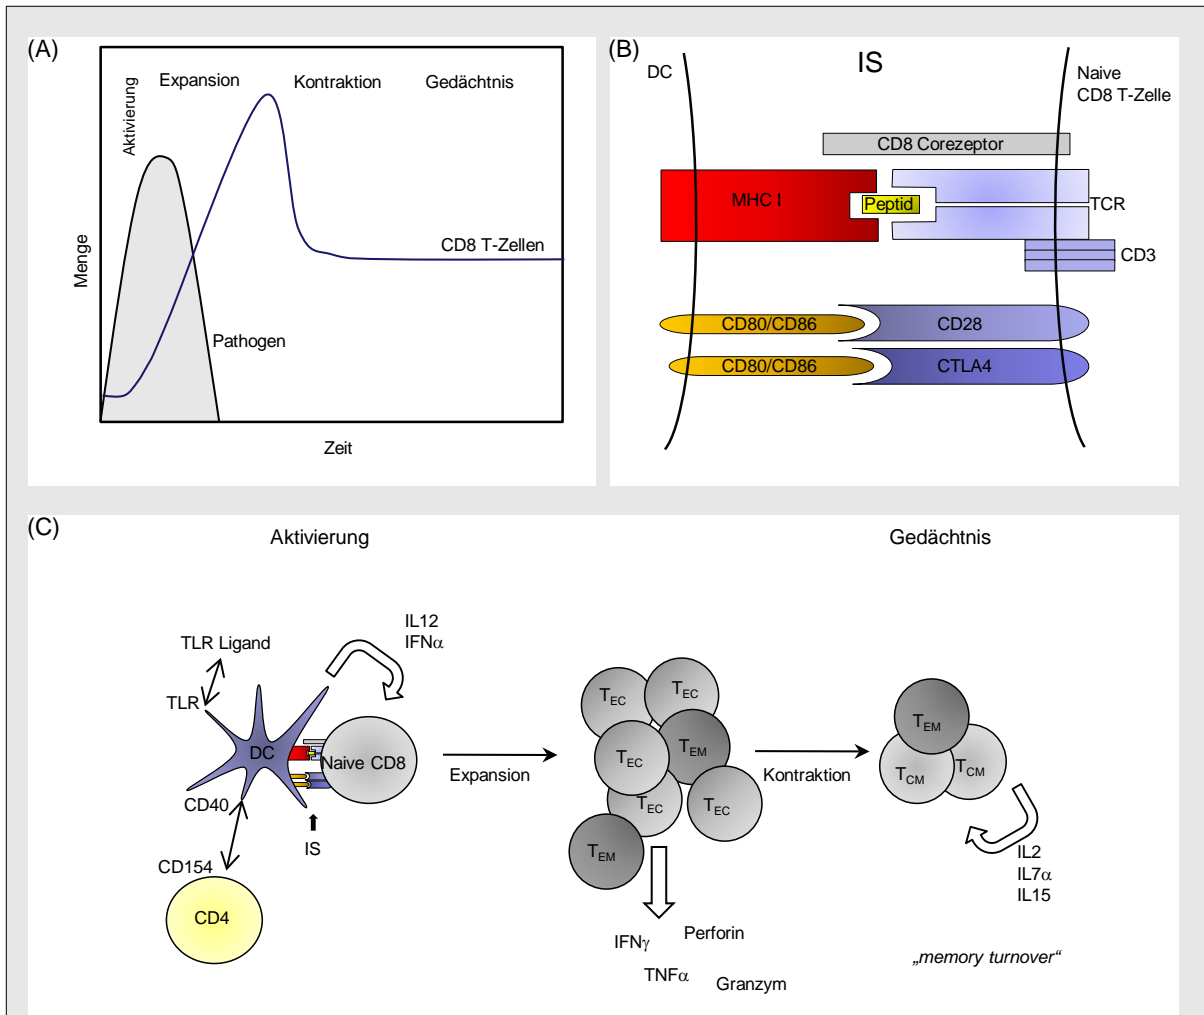 (A)
Aktivierung
Expansion
Kontraktion
Gedächtnis
CD8 T-Zellen
Menge
Pathogen
Zeit
(B)
IS
DC
Naive
CD8 T-Zelle
CD8 Corezeptor
MHC I
Peptid
TCR
CD3
CD80/CD86
CD28
CD80/CD86
CTLA4
(C)
Aktivierung
Gedächtnis
IL12
IFNα
TLR Ligand
TLR
DC
Naive CD8
CD40
IS
CD154
CD4
Expansion
TEC
TEC
TEC
TEM
TEC
TEC
TEM
Kontraktion
TEM
TCM
TCM
IFNγ
Perforin
TNFα
Granzym
IL2
IL7α
IL15
„memory turnover“